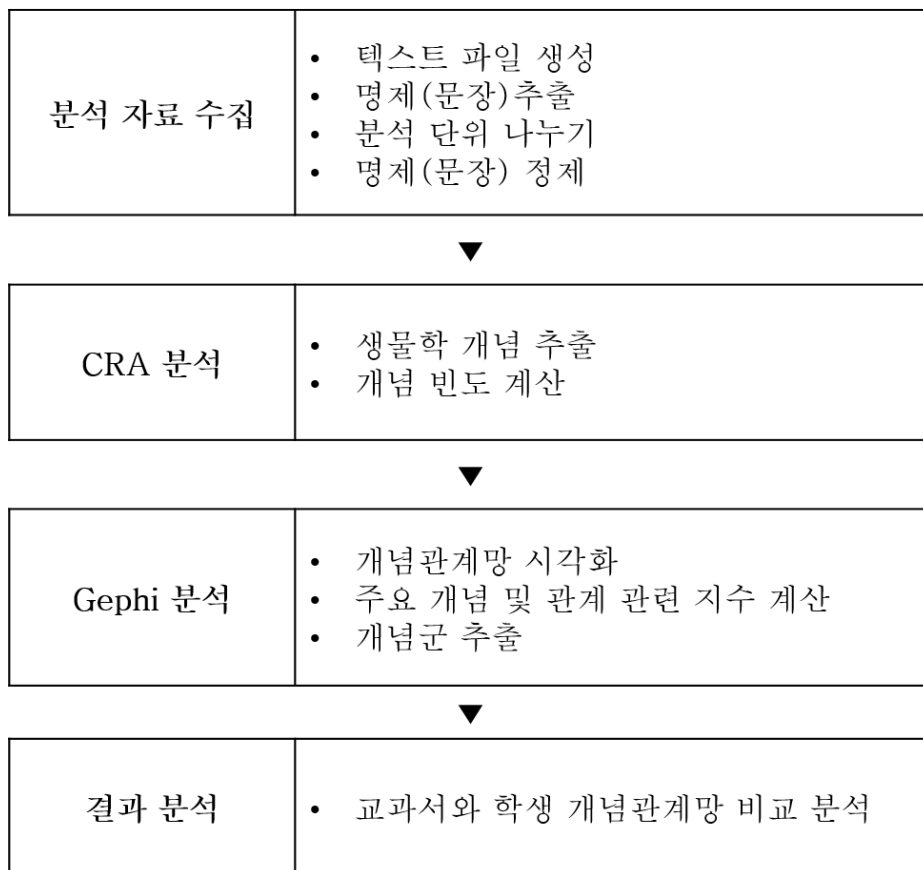 분석 자료 수집
• 텍스트 파일 생성
• 명제(문장)추출
• 분석 단위 나누기
• 명제(문장) 정제
▼
CRA 분석
• 생물학 개념 추출
• 개념 빈도 계산
▼
Gephi 분석
• 개념관계망 시각화
• 주요 개념 및 관계 관련 지수 계산
• 개념군 추출
▼
결과 분석
• 교과서와 학생 개념관계망 비교 분석